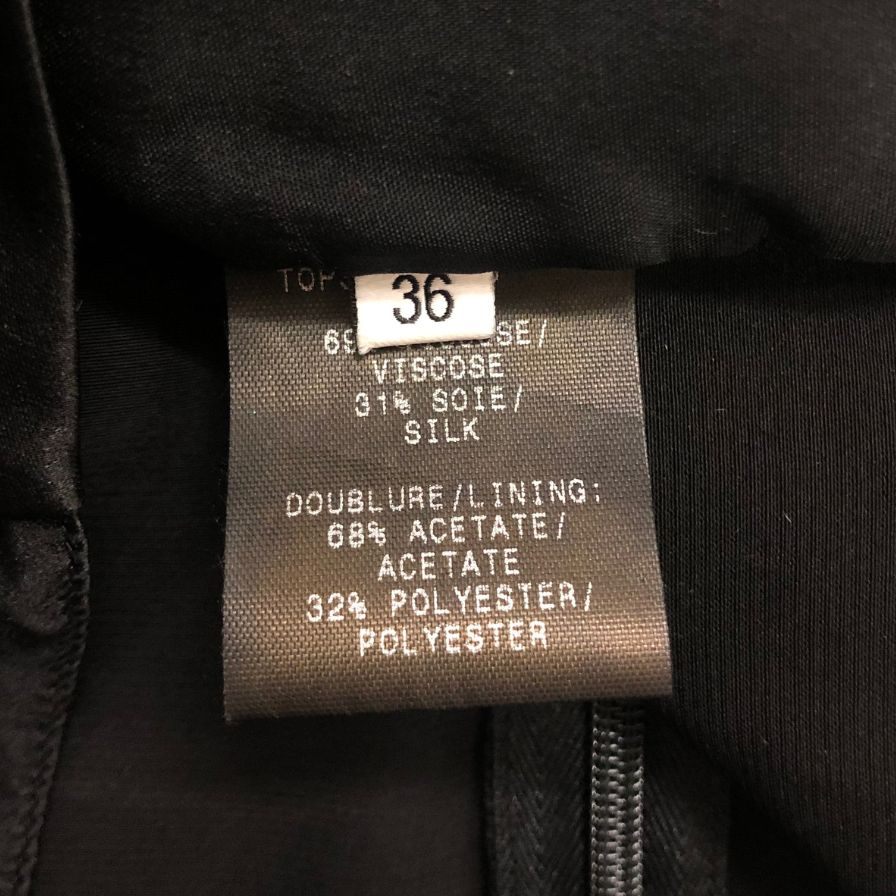 36
VISCOSE
31% SOIE/
SILK
DOUBLURE/LINING:
68% ACETATE/
ACETATE
32% POLYESTER/
POLYESTER